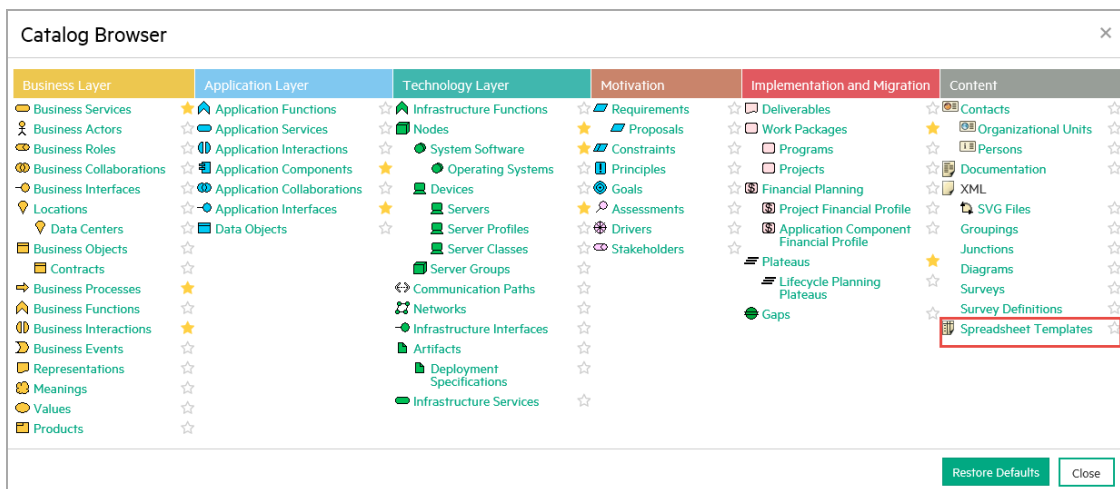 Catalog Browser
Business Layer
Business Services
Business Actors
Business Roles
Business Collaborations
Business Interfaces
Locations
Data Centers
Business Objects
Contracts
Business Processes
Business Functions
Business Interactions
Business Events
Representations
Meanings
Values
Products
Application Layer
Application Functions
Application Services
Application Interactions
Application Components
Application Collaborations
Application Interfaces
Data Objects
Technology Layer
Infrastructure Functions
Nodes
System Software
Operating Systems
Devices
Servers
Server Profiles
Server Classes
Server Groups
Communication Paths
Networks
Infrastructure Interfaces
Artifacts
Deployment
Specifications
Infrastructure Services
Motivation
Requirements
Proposals
Constraints
Principles
Goals
Assessments
Drivers
Stakeholders
Implementation and Migration
Deliverables
Work Packages
Programs
Projects
Financial Planning
Project Financial Profile
Application Component
Financial Profile
Plateaus
Lifecycle Planning
Plateaus
Gaps
Content
Contacts
Organizational Units
Persons
Documentation
XML
SVG Files
Groupings
Junctions
Diagrams
Surveys
Survey Definitions
Spreadsheet Templates
Restore Defaults
Close